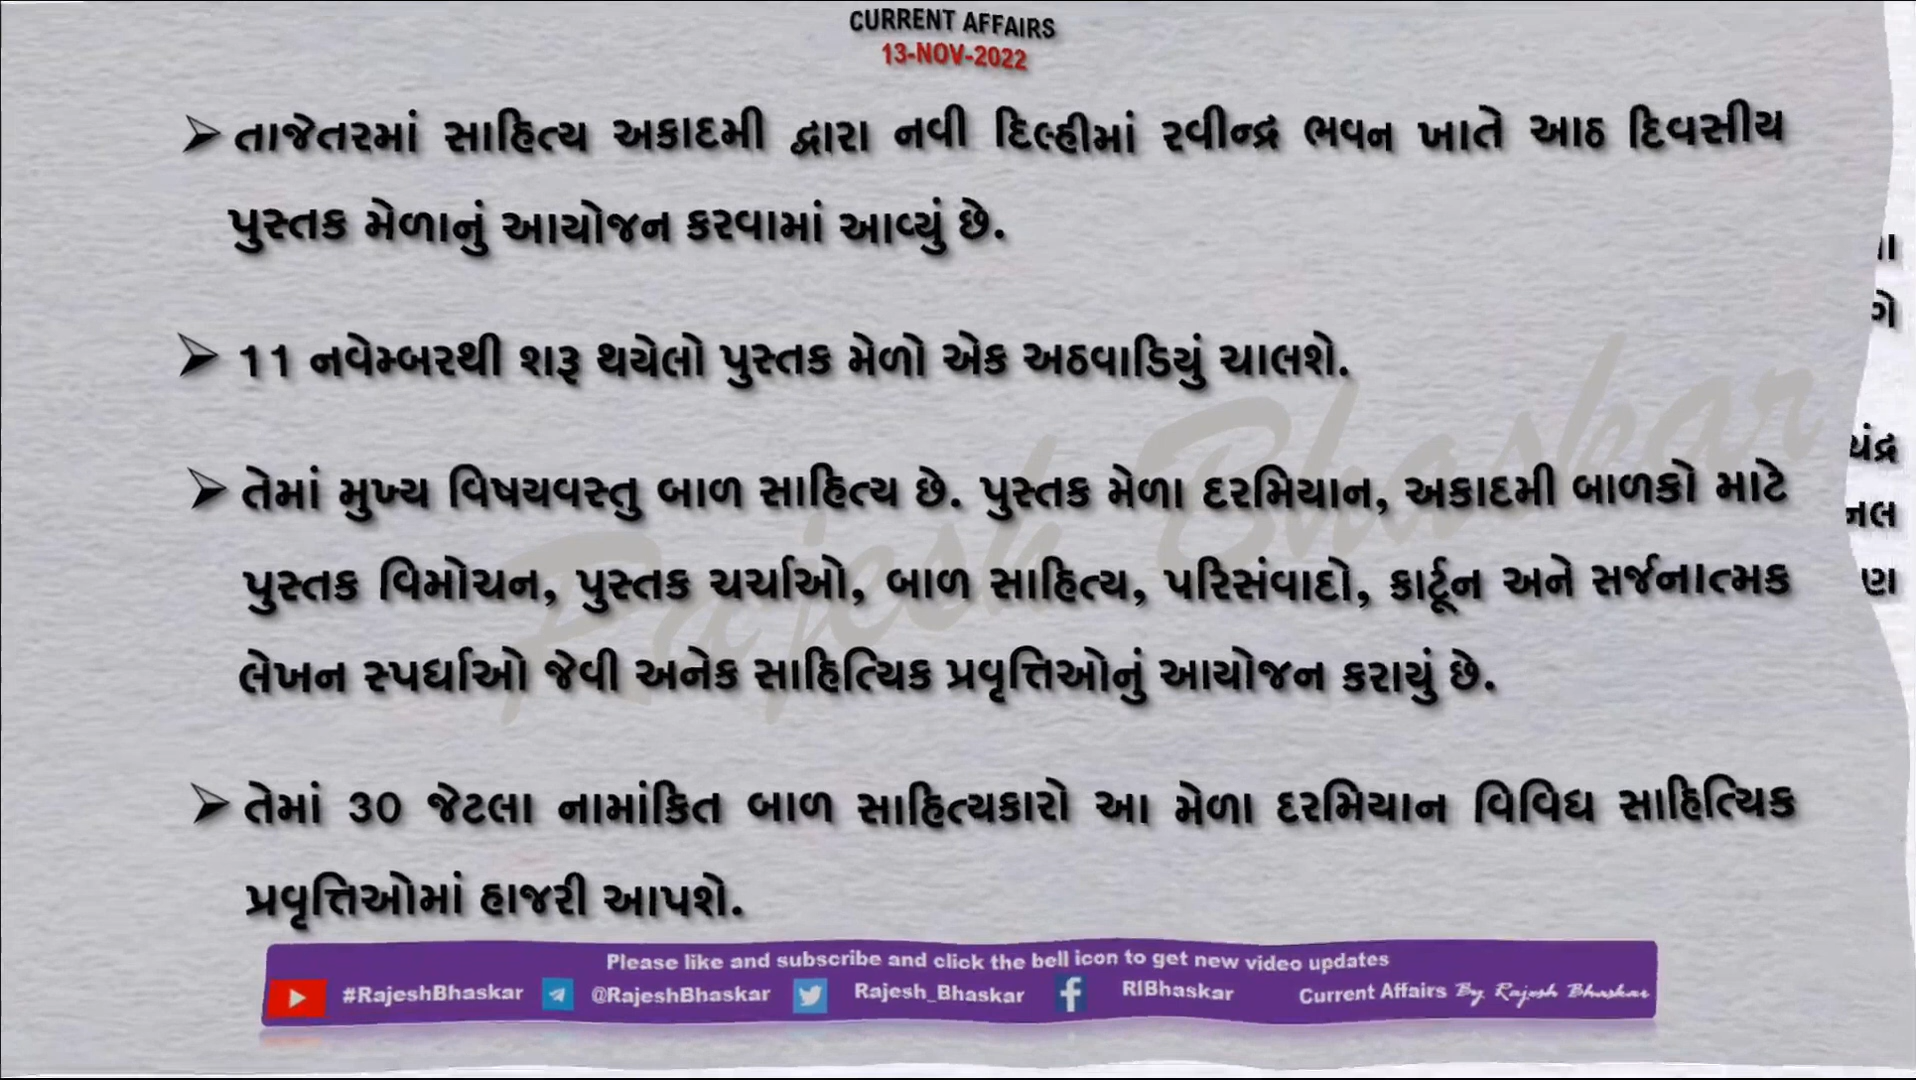 CURRENT AFFAIRS
13-NOV-2022
➢ તાજેતરમાં સાહિત્ય અકાદમી દ્વારા નવી દિલ્હીમાં રવીન્દ્ર ભવન ખાતે આઠ દિવસીય
પુસ્તક મેળાનું આયોજન કરવામાં આવ્યું છે.
➢ 11 નવેમ્બરથી શરૂ થયેલો પુસ્તક મેળો એક અઠવાડિયું ચાલશે.
➢ તેમાં મુખ્ય વિષયવસ્તુ બાળ સાહિત્ય છે. પુસ્તક મેળા દરમિયાન, અકાદમી બાળકો માટે
પુસ્તક વિમોચન, પુસ્તક ચર્ચાઓ, બાળ સાહિત્ય, પરિસંવાદો, કાર્ટૂન અને સર્જનાત્મક
લેખન સ્પર્ધાઓ જેવી અનેક સાહિત્યિક પ્રવૃત્તિઓનું આયોજન કરાયું છે.
➢ તેમાં 30 જેટલા નામાંકિત બાળ સાહિત્યકારો આ મેળા દરમિયાન વિવિધ સાહિત્યિક
પ્રવૃત્તિઓમાં હાજરી આપશે.
Rajesh Bhaskar
Please like and subscribe and click the bell icon to get new video updates
#RajeshBhaskar @RajeshBhaskar Rajesh_Bhaskar RIBhaskar Current Affairs By Rajesh Bhaskar